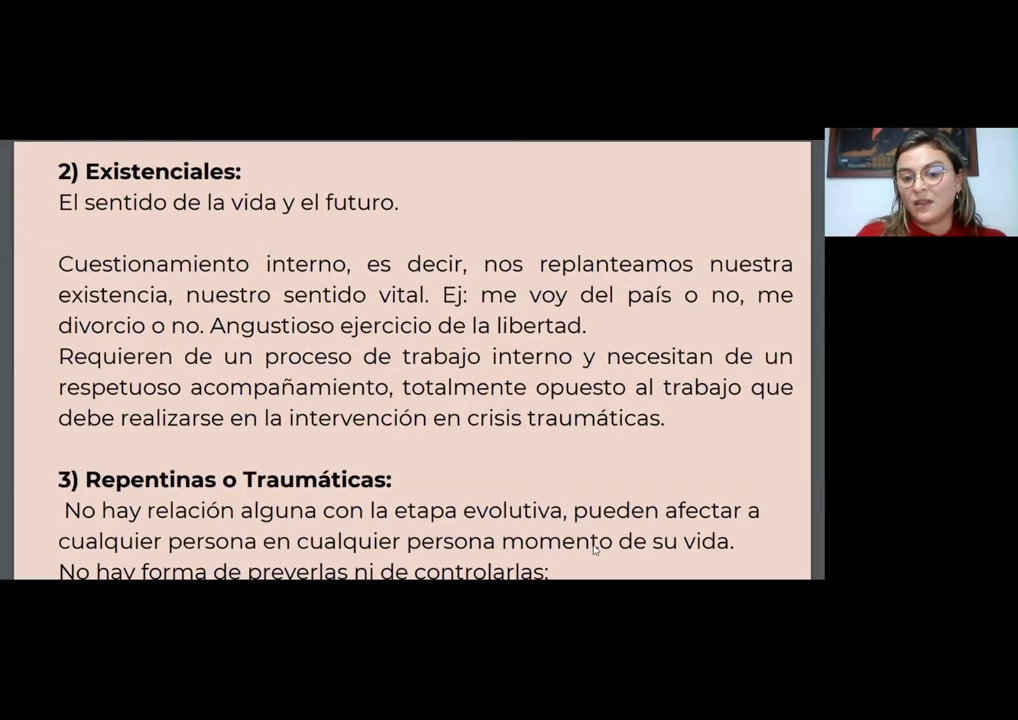 2) Existenciales:
El sentido de la vida y el futuro.
Cuestionamiento interno, es decir, nos replanteamos nuestra
existencia, nuestro sentido vital. Ej: me voy del país o no, me
divorcio o no. Angustioso ejercicio de la libertad.
Requieren de un proceso de trabajo interno y necesitan de un
respetuoso acompañamiento, totalmente opuesto al trabajo que
debe realizarse en la intervención en crisis traumáticas.
3) Repentinas o Traumáticas:
No hay relación alguna con la etapa evolutiva, pueden afectar a
cualquier persona en cualquier persona momento de su vida.
No hay forma de preverlas ni de controlarlas: